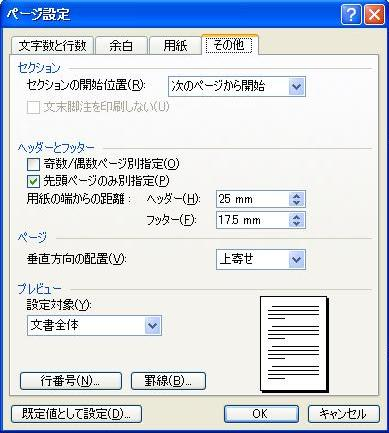 ページ設定
文字数と行数 余白 用紙 その他
セクション
セクションの開始位置(R): 次のページから開始
文末脚注を印刷しない(U)
ヘッダーとフッター
奇数/偶数ページ別指定(O)
先頭ページのみ別指定(P)
用紙の端からの距離: ヘッダー(H): 25 mm
フッター(F): 17.5 mm
ページ
垂直方向の配置(V): 上寄せ
プレビュー
設定対象(Y):
文書全体
行番号(N)... 罫線(B)...
既定値として設定(D)... OK キャンセル